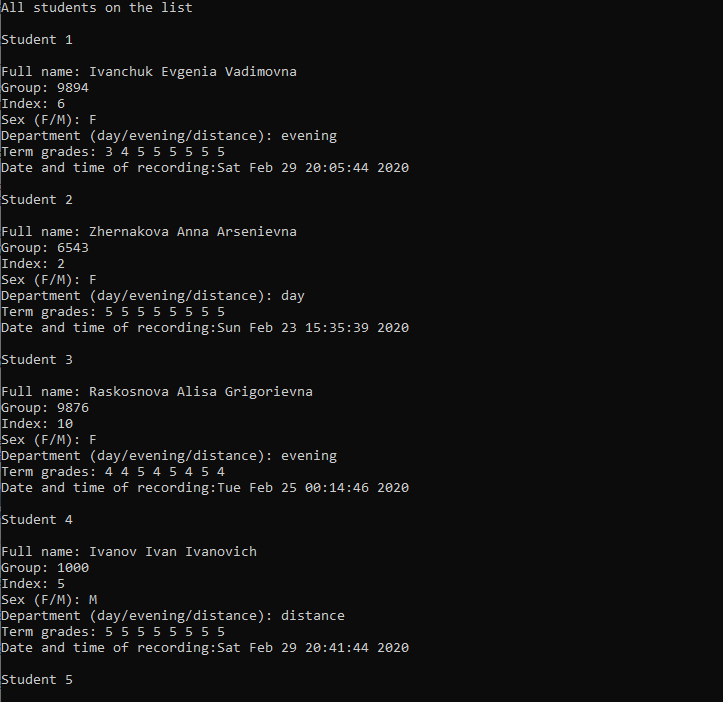 All students on the list
Student 1
Full name: Ivanchuk Evgenia Vadimovna
Group: 9894
Index: 6
Sex (F/M): F
Department (day/evening/distance): evening
Term grades: 3 4 5 5 5 5 5 5
Date and time of recording:Sat Feb 29 20:05:44 2020
Student 2
Full name: Zhernakova Anna Arsenievna
Group: 6543
Index: 2
Sex (F/M): F
Department (day/evening/distance): day
Term grades: 5 5 5 5 5 5 5 5
Date and time of recording:Sun Feb 23 15:35:39 2020
Student 3
Full name: Raskosnova Alisa Grigorievna
Group: 9876
Index: 10
Sex (F/M): F
Department (day/evening/distance): evening
Term grades: 4 4 5 4 5 4 5 4
Date and time of recording:Tue Feb 25 00:14:46 2020
Student 4
Full name: Ivanov Ivan Ivanovich
Group: 1000
Index: 5
Sex (F/M): M
Department (day/evening/distance): distance
Term grades: 5 5 5 5 5 5 5 5
Date and time of recording:Sat Feb 29 20:41:44 2020
Student 5